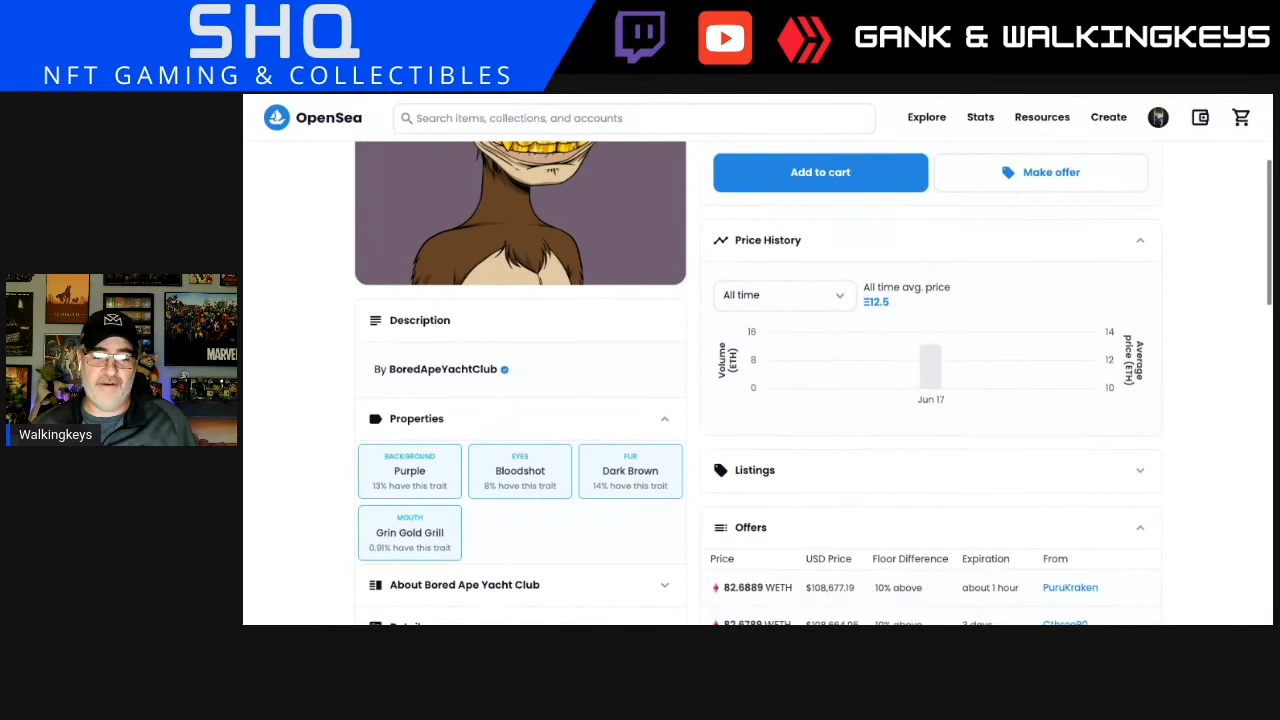 SHQ
NFT GAMING & COLLECTIBLES
GANK & WALKINGKEYS
OpenSea
Search items, collections, and accounts
Explore
Stats
Resources
Create
Add to cart
Make offer
Price History
All time
All time avg. price
Ξ12.5
Volume (ETH)
16
8
0
14
12
10
Average price (ETH)
Jun 17
Description
By BoredApeYachtClub
Properties
BACKGROUND
Purple
13% have this trait
EYES
Bloodshot
8% have this trait
FUR
Dark Brown
14% have this trait
MOUTH
Grin Gold Grill
0.91% have this trait
About Bored Ape Yacht Club
Listings
Offers
Price USD Price Floor Difference Expiration From
82.6889 WETH $108,677.19 10% above about 1 hour PuruKraken
MARVEL
Walkingkeys